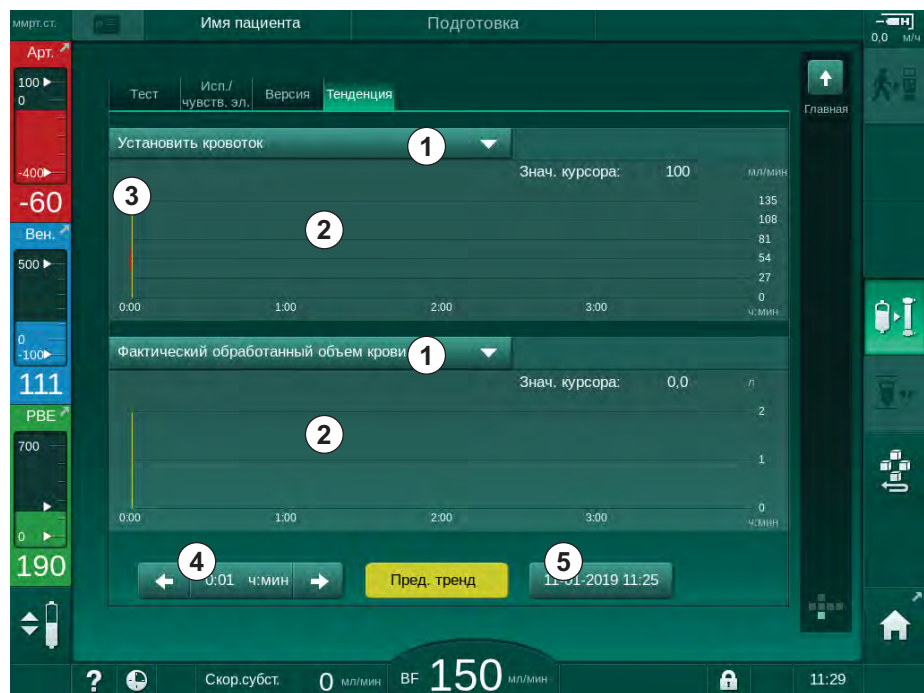 ммрт.ст.
Имя пациента
Подготовка
0,0 м/ч
Арт.
100
0
-400
-60
Вен.
500
0
-100
111
PBE
700
0
190
Тест
Исп./
чувств. эл.
Версия
Тенденция
Главная
Установить кровоток
1
Знач. курсора: 100 мл/мин
3
2
135
108
81
54
27
0
0:00 1:00 2:00 3:00 ч:мин
Фактический обработанный объем крови
1
Знач. курсора: 0,0 л
2
2
1
0
0:00 1:00 2:00 3:00 ч:мин
4
0:01 ч:мин
Пред. тренд
5
11-01-2019 11:25
?
Скор.субст. 0 мл/мин
BF 150 мл/мин
11:29